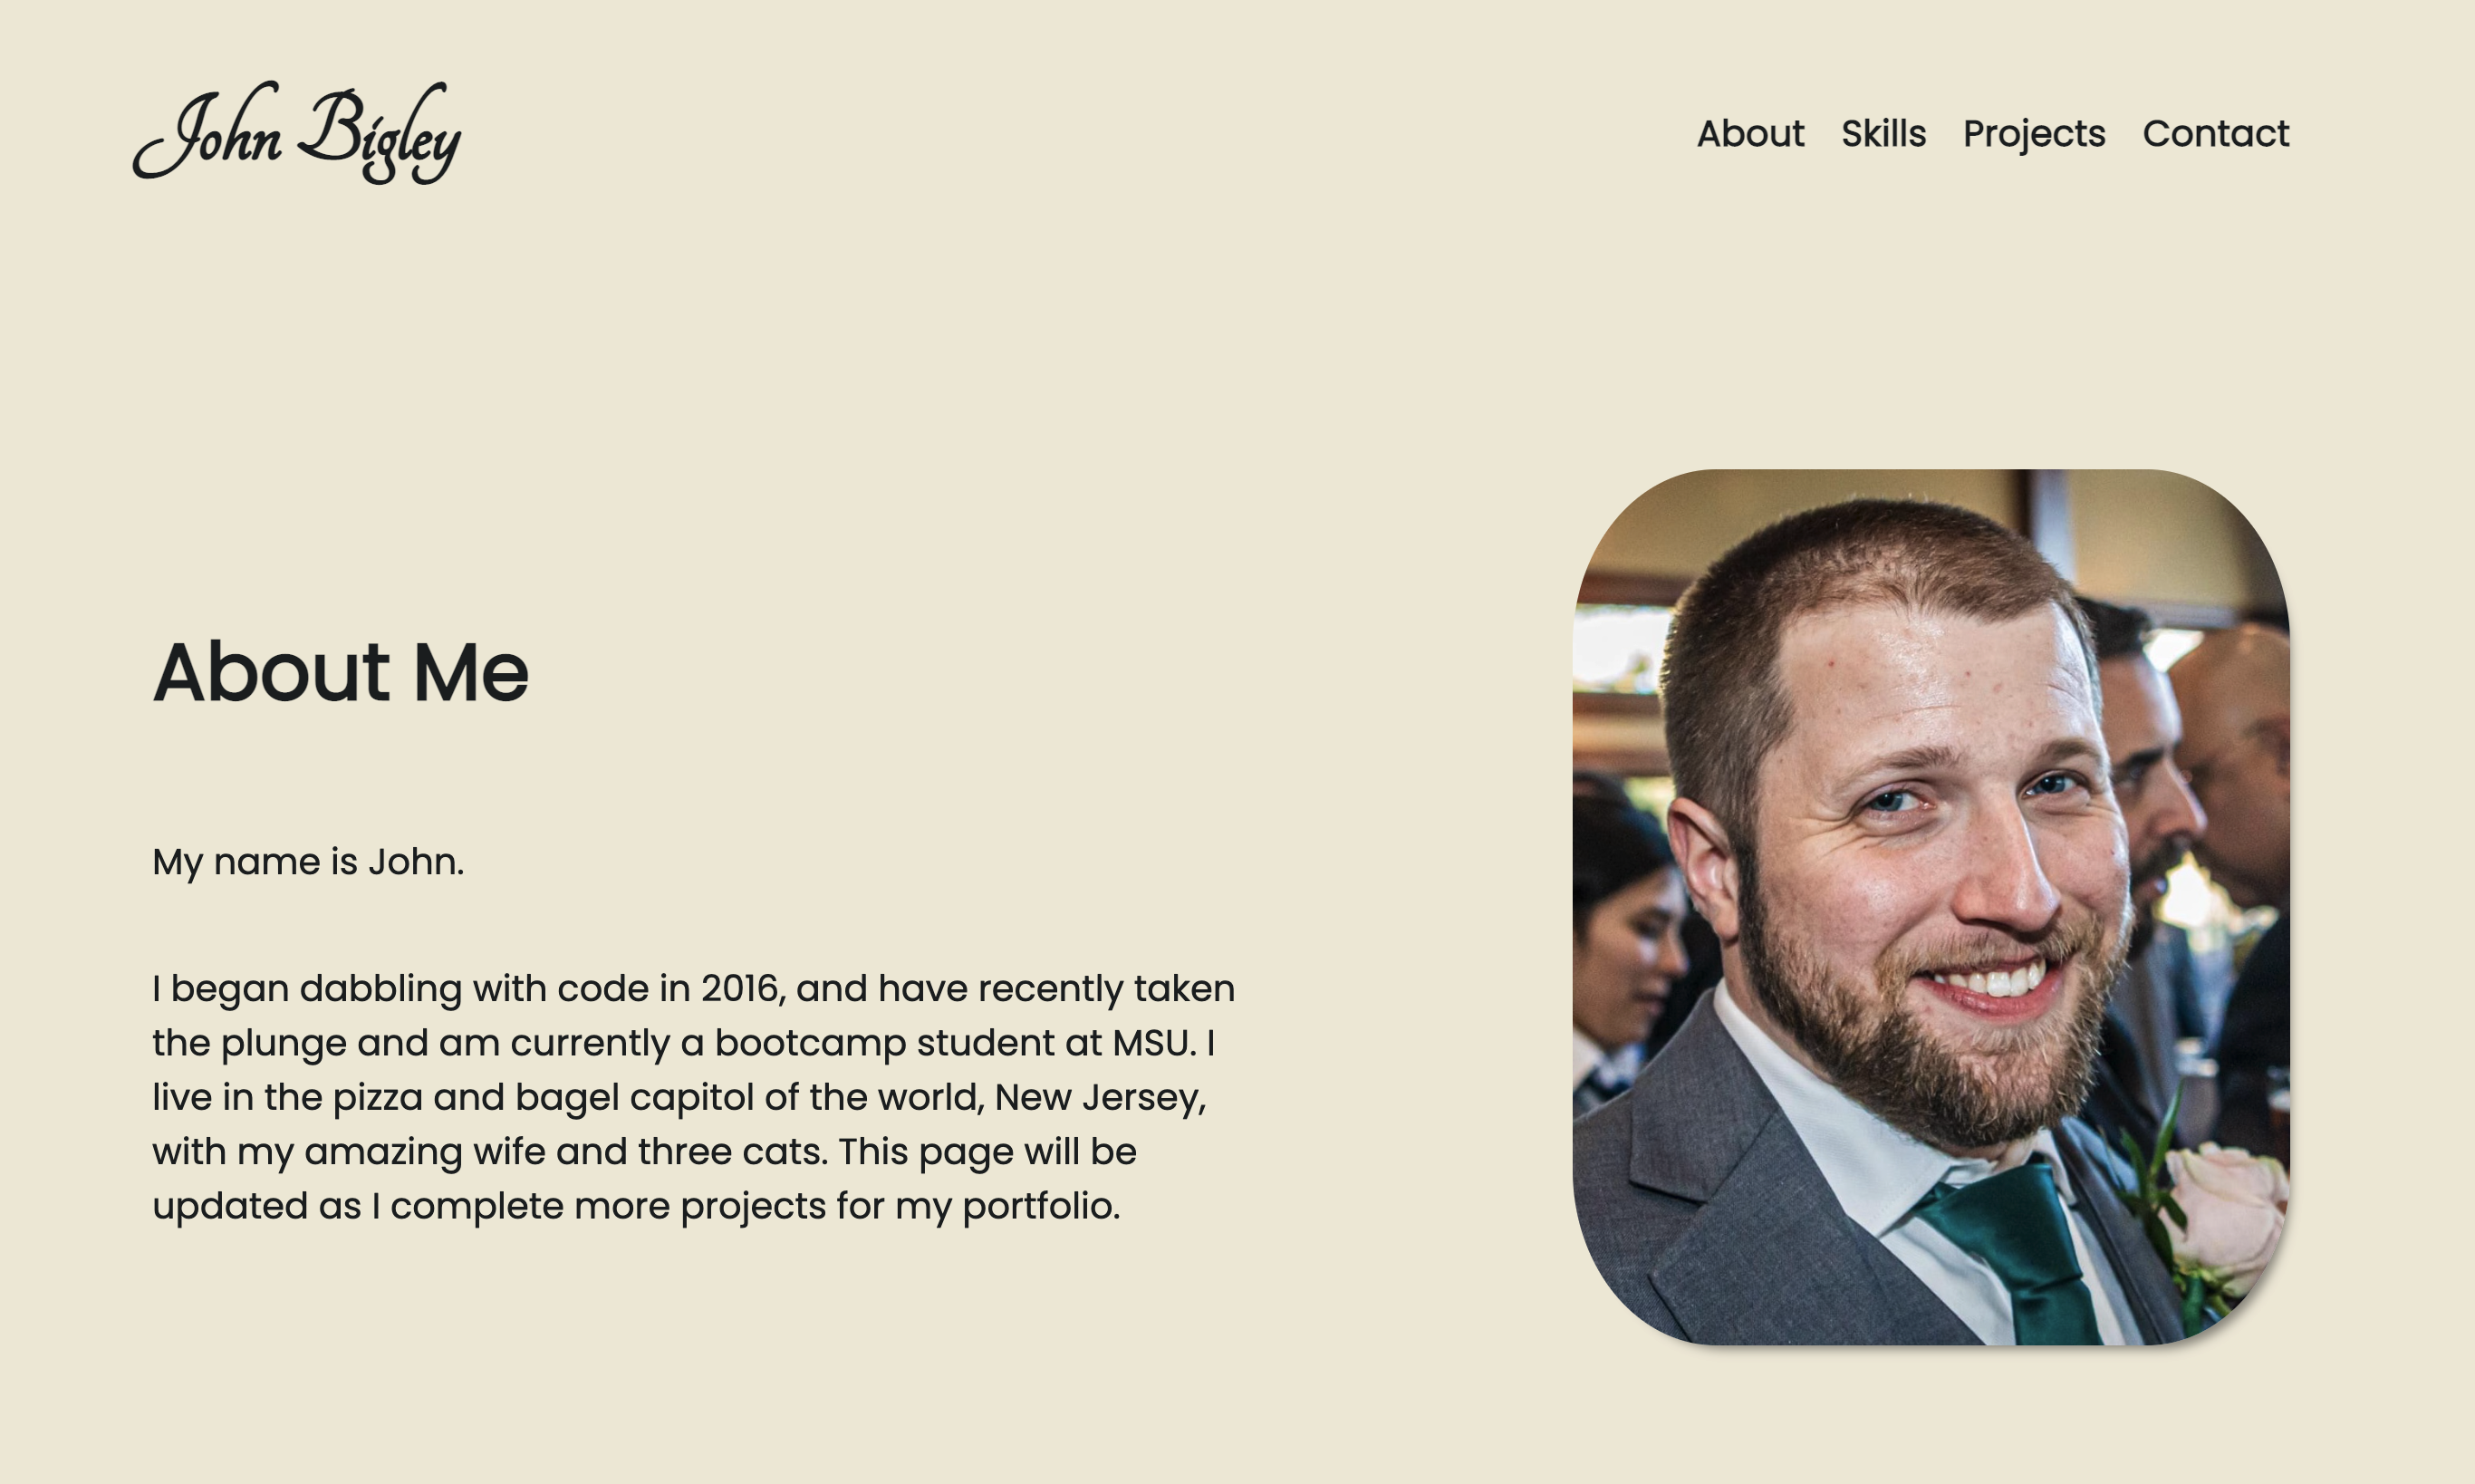 John Bigley
About Skills Projects Contact
About Me
My name is John.
I began dabbling with code in 2016, and have recently taken
the plunge and am currently a bootcamp student at MSU. I
live in the pizza and bagel capitol of the world, New Jersey,
with my amazing wife and three cats. This page will be
updated as I complete more projects for my portfolio.